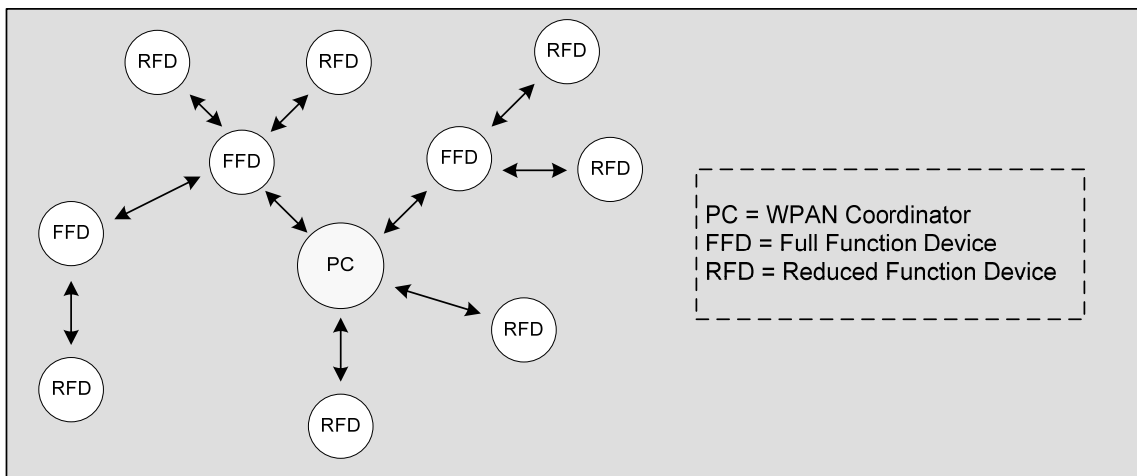 RFD
RFD
RFD
FFD
FFD
RFD
FFD
PC
RFD
RFD
RFD
PC = WPAN Coordinator
FFD = Full Function Device
RFD = Reduced Function Device